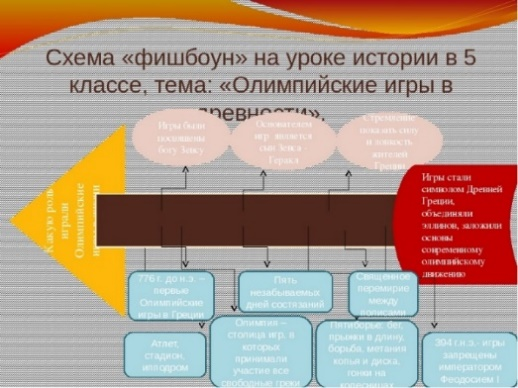 Схема «фишбоун» на уроке истории в 5
классе, тема: «Олимпийские игры в
древности».
Игры были
посвящены
богу Зевсу
Основателем
игр является
сын Зевса -
Геракл
Стремление
показать силу
и ловкость
жителей
Греции
Какую роль
играли
Олимпийские
Игры стали
символом Древней
Греции,
объединяли
эллинов, заложили
основы
современному
олимпийскому
движению
776 г. до н.э. –
первые
Олимпийские
игры в Греции
Пять
незабываемых
дней состязаний
Священное
перемирие
между
полисами
Атлет,
стадион,
ипподром
Олимпия –
столица игр, в
которых
принимали
участие все
свободные греки
Пятиборье: бег,
прыжки в длину,
борьба, метания
копья и диска,
гонки на
колесницах
394 г.н.э.- игры
запрещены
императором
Феодосием I